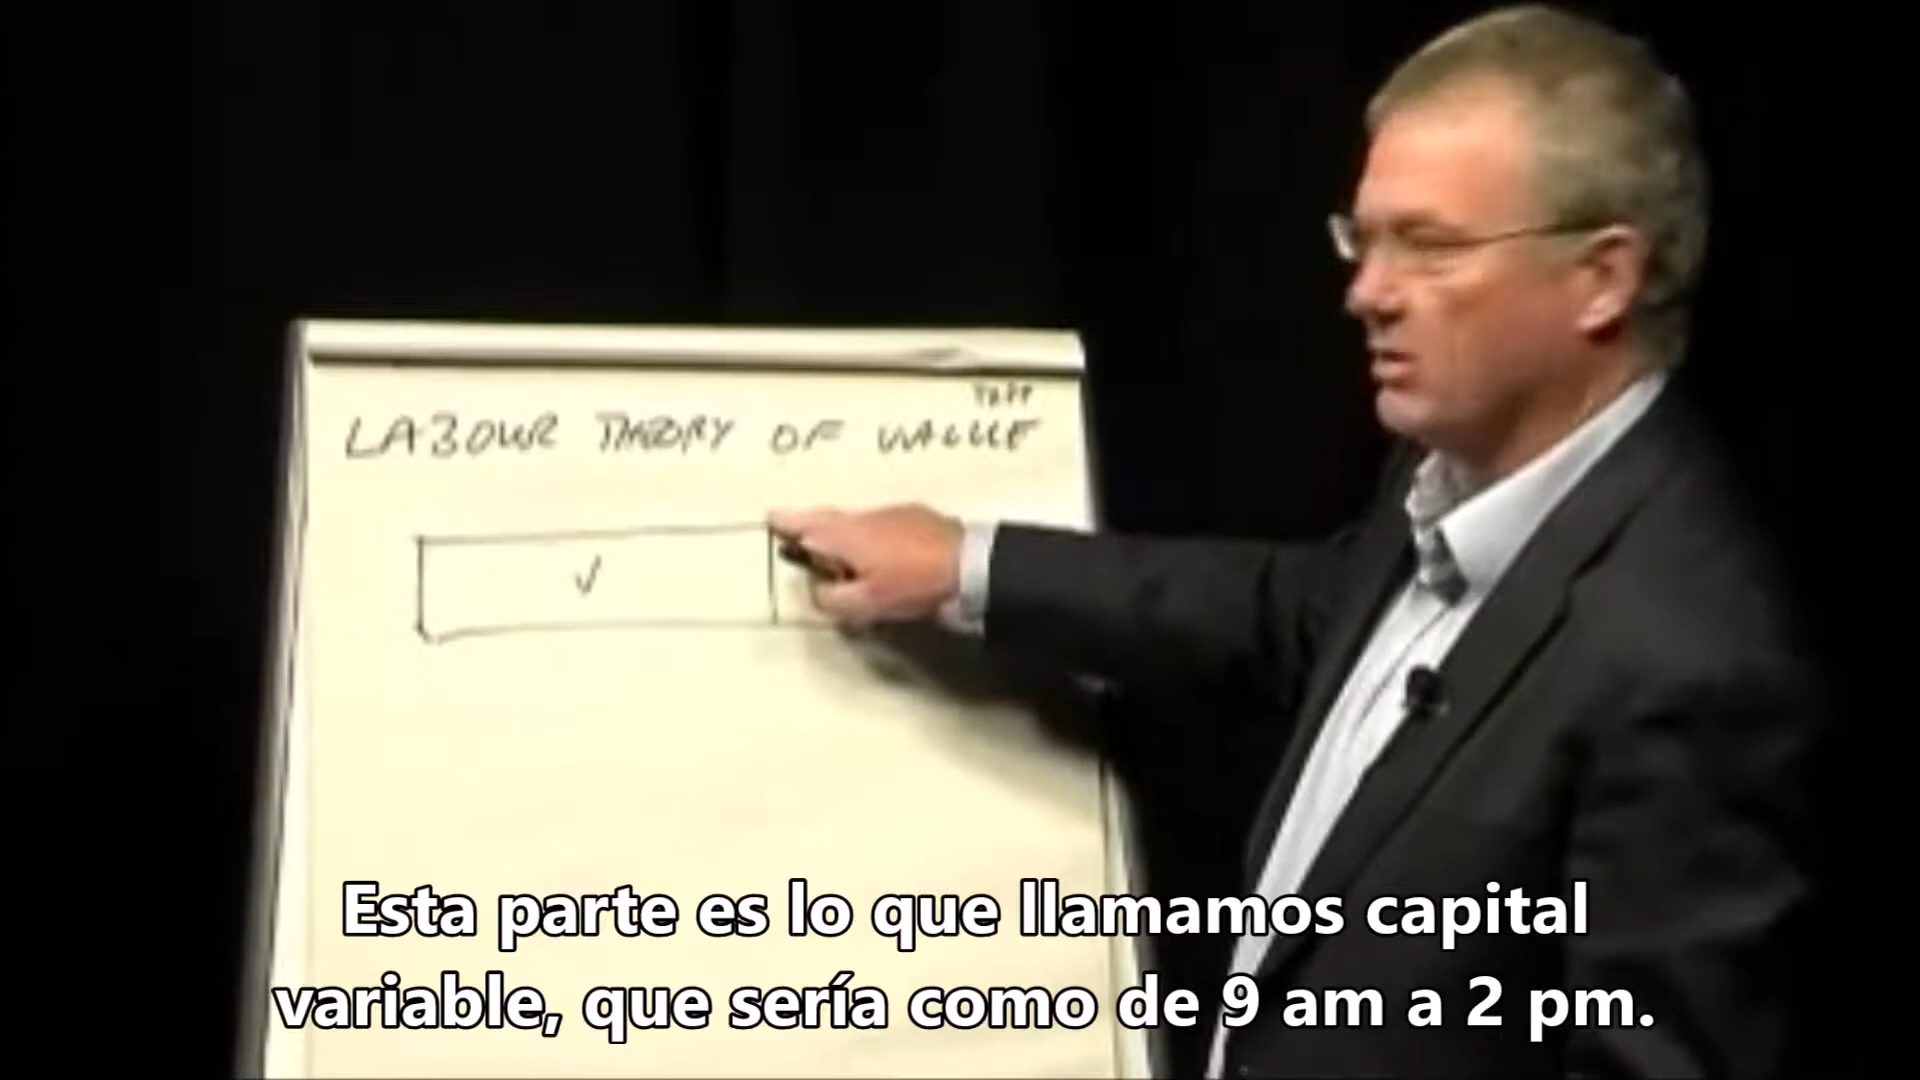 LABOUR THEORY OF VALUE
V
Esta parte es lo que llamamos capital
variable, que sería como de 9 am a 2 pm.